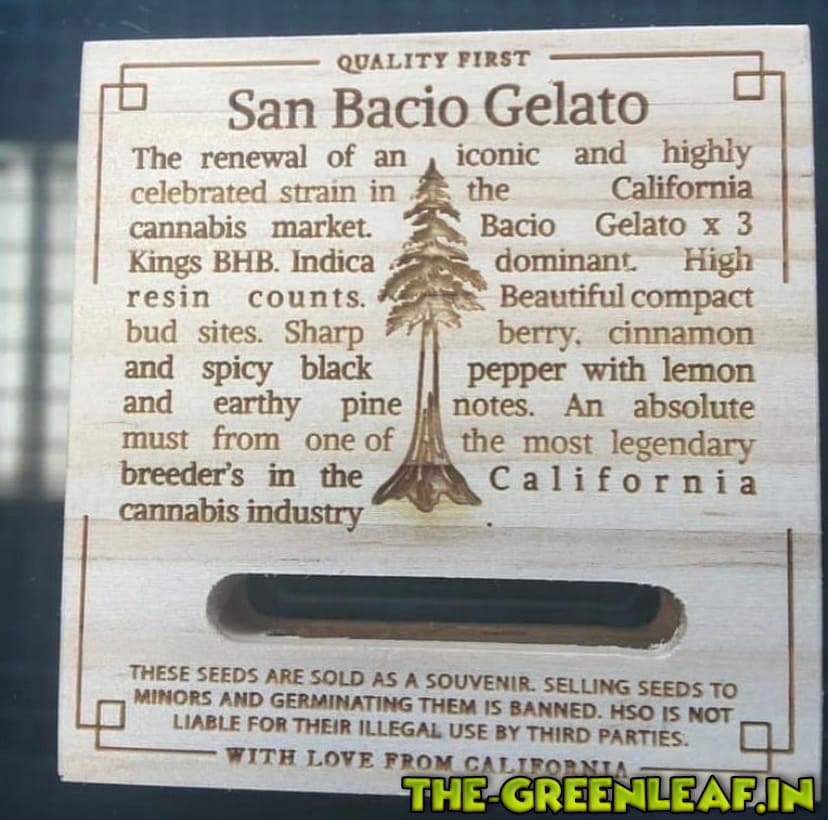 QUALITY FIRST
San Bacio Gelato
The renewal of an iconic and highly
celebrated strain in the California
cannabis market. Bacio Gelato x 3
Kings BHB. Indica dominant. High
resin counts. Beautiful compact
bud sites. Sharp berry, cinnamon
and spicy black pepper with lemon
and earthy pine notes. An absolute
must from one of the most legendary
breeder's in the California
cannabis industry.
THESE SEEDS ARE SOLD AS A SOUVENIR. SELLING SEEDS TO
MINORS AND GERMINATING THEM IS BANNED. HSO IS NOT
LIABLE FOR THEIR ILLEGAL USE BY THIRD PARTIES.
WITH LOVE FROM CALIFORNIA
THE-GREENLEAF.IN